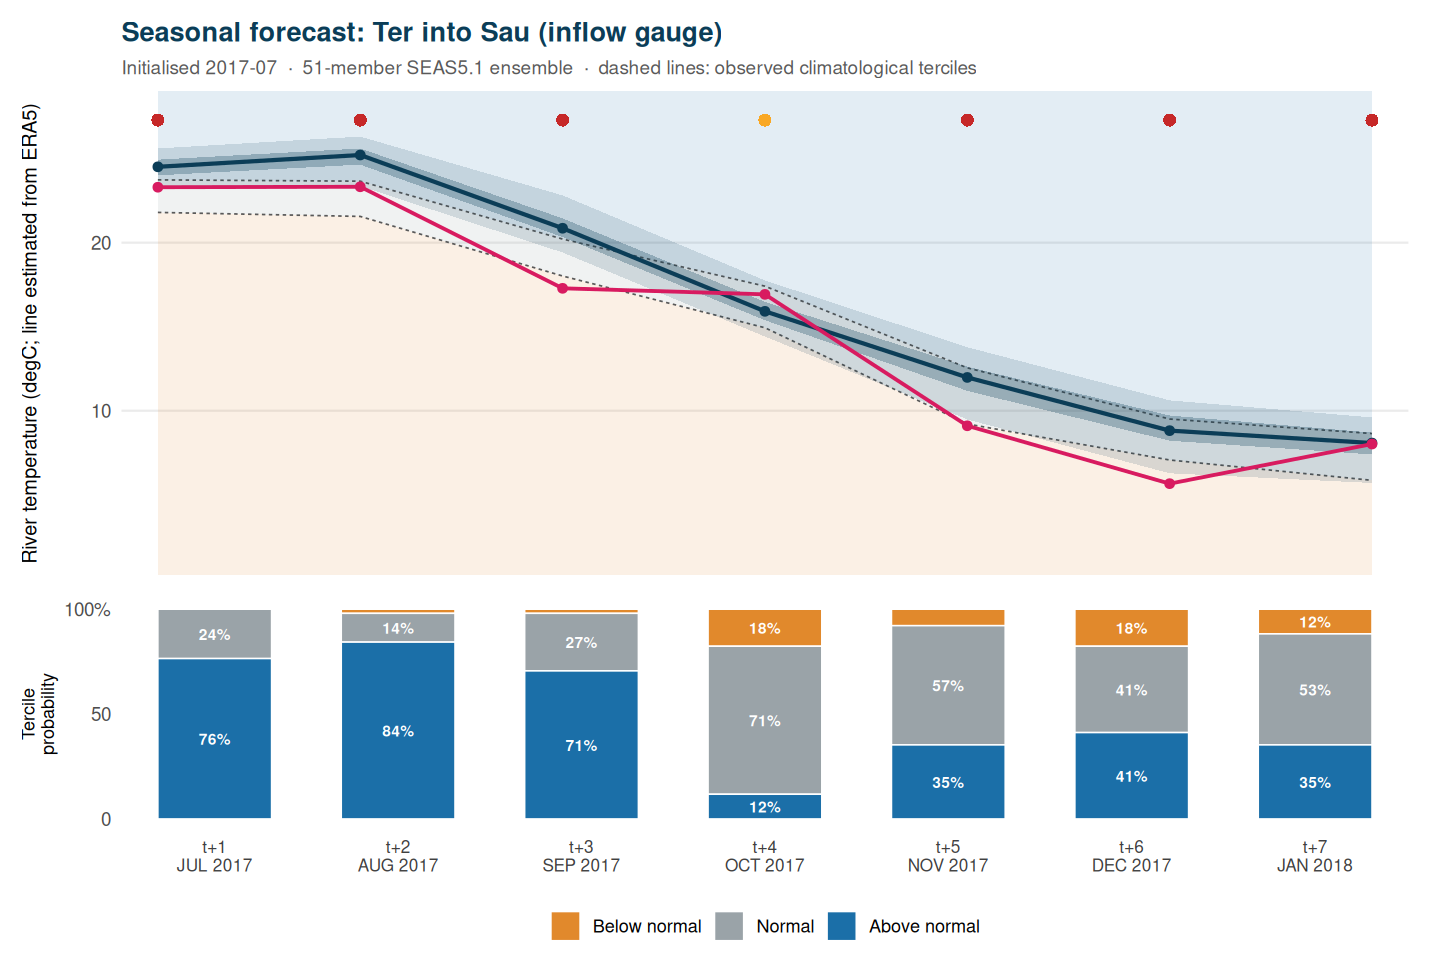 Seasonal forecast: Ter into Sau (inflow gauge)
Initialised 2017-07 · 51-member SEAS5.1 ensemble · dashed lines: observed climatological terciles
River temperature (degC; line estimated from ERA5)
20
10
100%
50
0
Tercile
probability
24%
76%
14%
84%
27%
71%
18%
71%
12%
57%
35%
18%
41%
41%
12%
53%
35%
t+1
JUL 2017
t+2
AUG 2017
t+3
SEP 2017
t+4
OCT 2017
t+5
NOV 2017
t+6
DEC 2017
t+7
JAN 2018
Below normal
Normal
Above normal